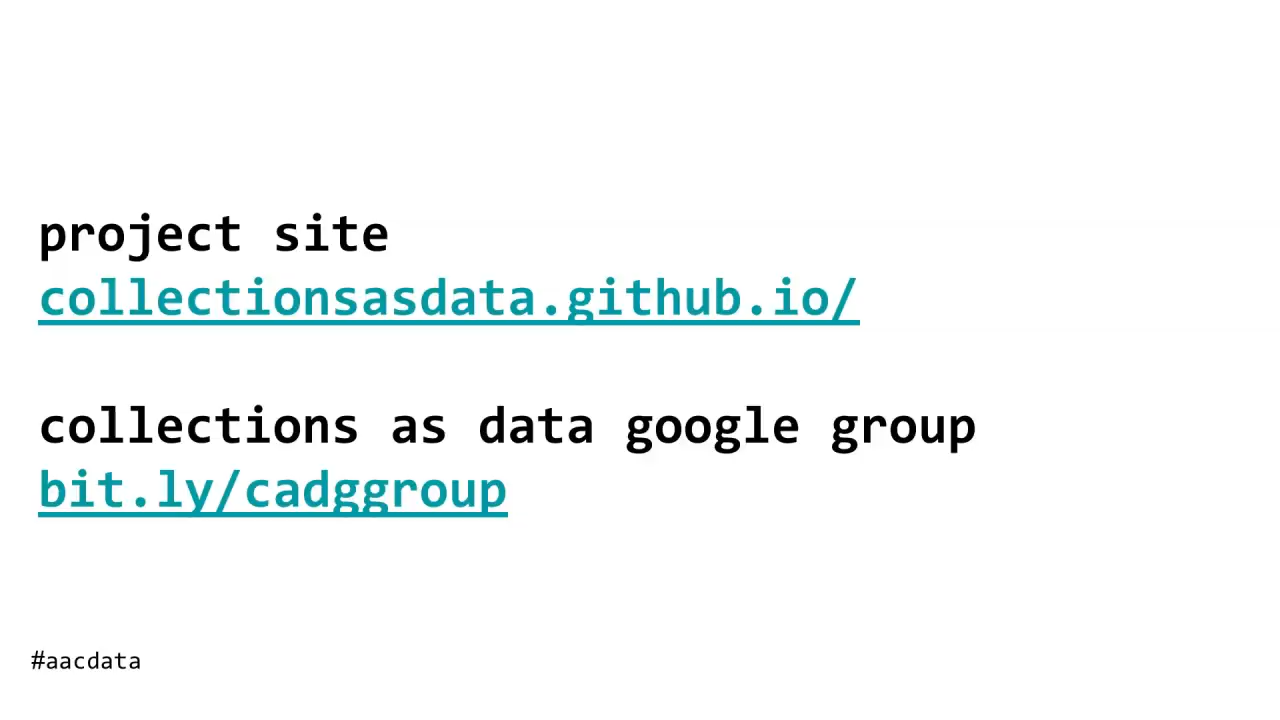 project site
collectionsasdata.github.io/
collections as data google group
bit.ly/cadggroup
#aacdata